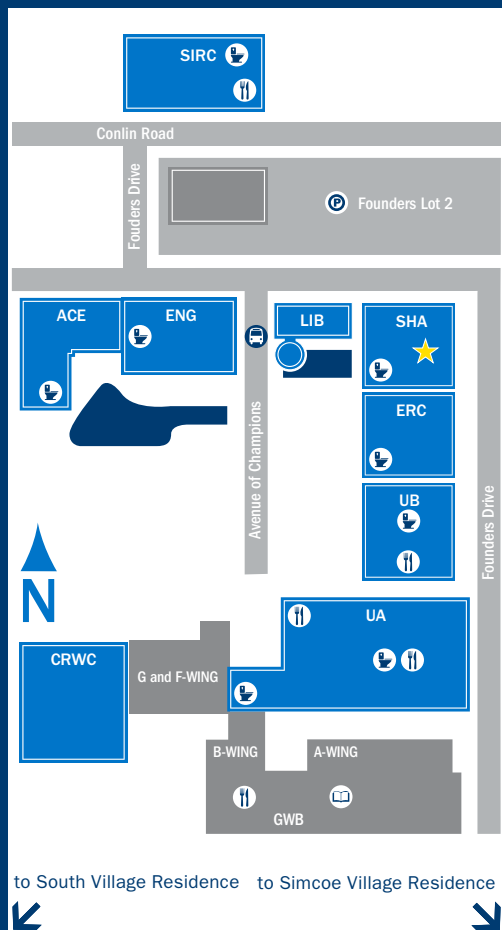 SIRC
Conlin Road
Fouders Drive
P
Founders Lot 2
ACE
ENG
LIB
SHA
ERC
UB
Avenue of Champions
Founders Drive
N
UA
CRWC
G and F-WING
B-WING
A-WING
GWB
to South Village Residence
to Simcoe Village Residence